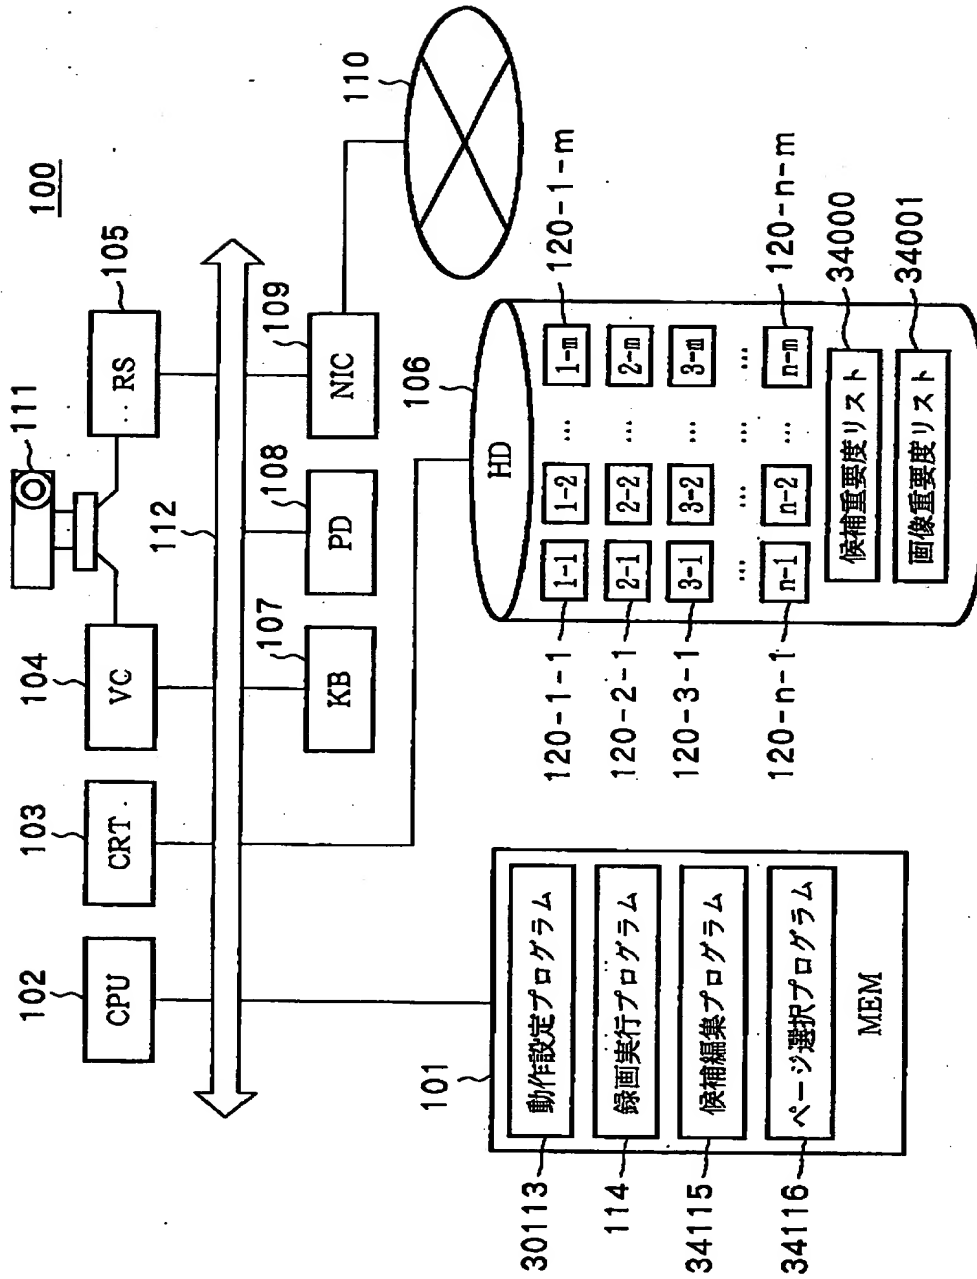 100
111
102
CPU
103
CRT
104
VC
105
RS
112
107
KB
108
PD
109
NIC
110
101
30113
動作設定プログラム
114
録画実行プログラム
34115
候補編集プログラム
34116
ページ選択プログラム
MEM
106
HD
120-1-1
1-1
1-2
…
1-m
120-1-m
120-2-1
2-1
2-2
…
2-m
120-3-1
3-1
3-2
…
3-m
… … … …
120-n-1
n-1
n-2
…
n-m
120-n-m
候補重要度リスト
34000
画像重要度リスト
34001